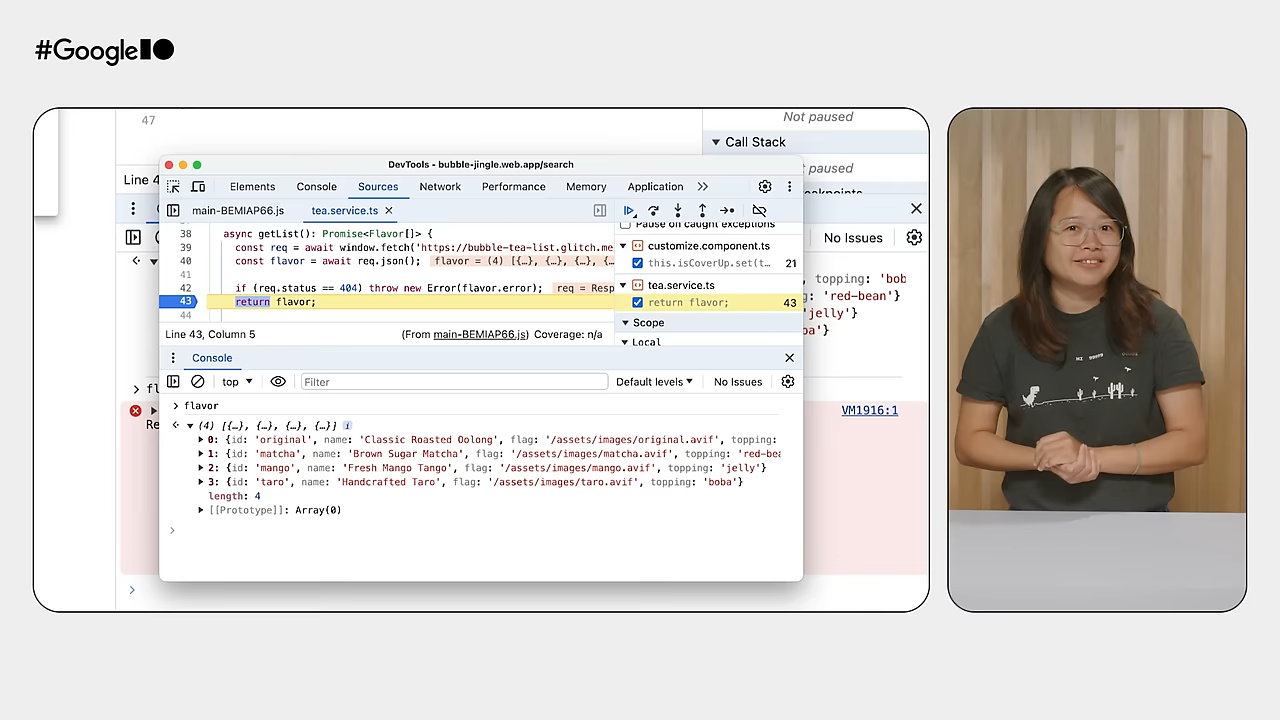 #Google IO
47
Not paused
Call Stack
Line 4
t paused
No Issues
topping: 'bob
g: 'red-bean'}
'jelly'}
VM1916:1
Re
DevTools - bubble-jingle.web.app/search
Elements Console Sources Network Performance Memory Application
main-BEMIAP66.js tea.service.ts
38 async getList(): Promise<Flavor[]> {
39 const req = await window.fetch('https://bubble-tea-list.glitch.me
40 const flavor = await req.json(); flavor = (4) [{…}, {…}, {…}, {…
41
42 if (req.status == 404) throw new Error(flavor.error); req = Resp
43 return flavor;
44
Pause on caught exceptions
customize.component.ts
this.isCoverUp.set(t… 21
tea.service.ts
return flavor; 43
Scope
Local
Line 43, Column 5 (From main-BEMIAP66.js) Coverage: n/a
Console
top Filter Default levels No Issues
flavor
(4) [{…}, {…}, {…}, {…}] i
0: {id: 'original', name: 'Classic Roasted Oolong', flag: '/assets/images/original.avif', topping:
1: {id: 'matcha', name: 'Brown Sugar Matcha', flag: '/assets/images/matcha.avif', topping: 'red-bea
2: {id: 'mango', name: 'Fresh Mango Tango', flag: '/assets/images/mango.avif', topping: 'jelly'}
3: {id: 'taro', name: 'Handcrafted Taro', flag: '/assets/images/taro.avif', topping: 'boba'}
length: 4
[[Prototype]]: Array(0)